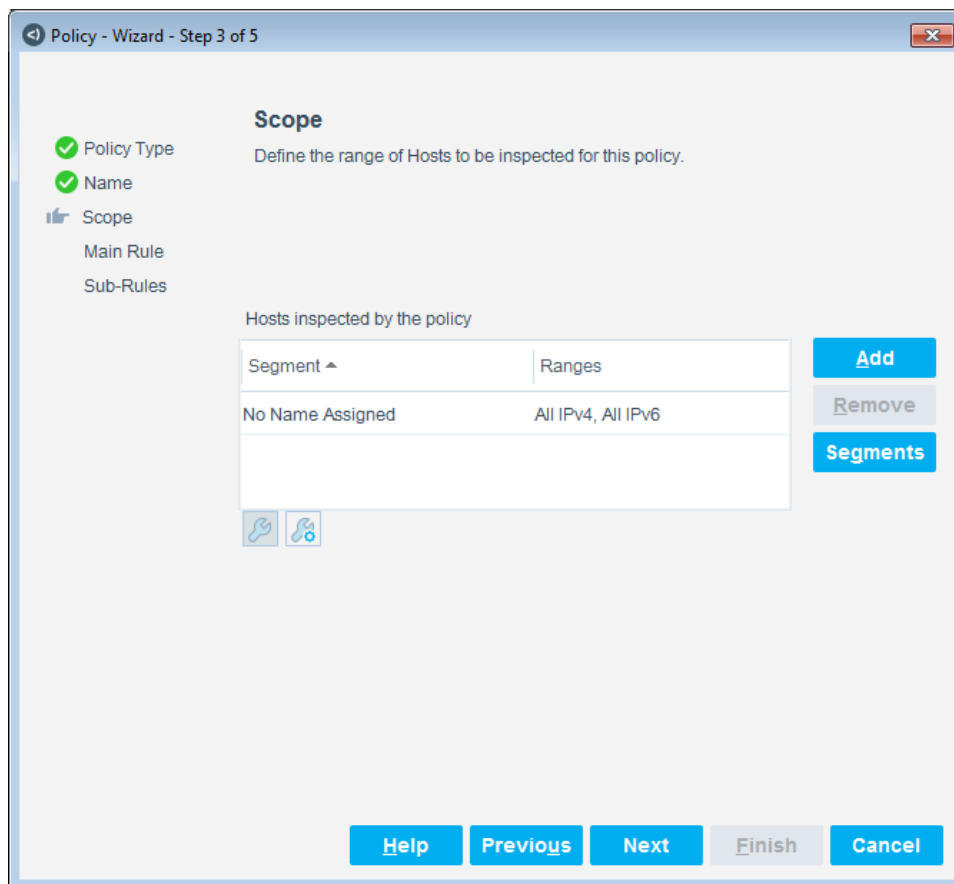 Policy - Wizard - Step 3 of 5
Policy Type
Name
Scope
Main Rule
Sub-Rules
Scope
Define the range of Hosts to be inspected for this policy.
Hosts inspected by the policy
Segment Ranges
No Name Assigned All IPv4, All IPv6
Add
Remove
Segments
Help Previous Next Finish Cancel